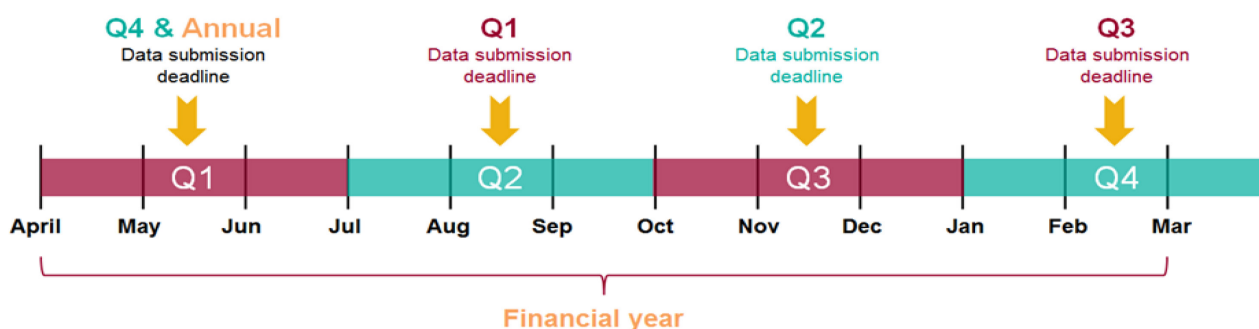 Q4 & Annual
Data submission
deadline
Q1
Data submission
deadline
Q2
Data submission
deadline
Q3
Data submission
deadline
Q1
Q2
Q3
Q4
April
May
Jun
Jul
Aug
Sep
Oct
Nov
Dec
Jan
Feb
Mar
Financial year